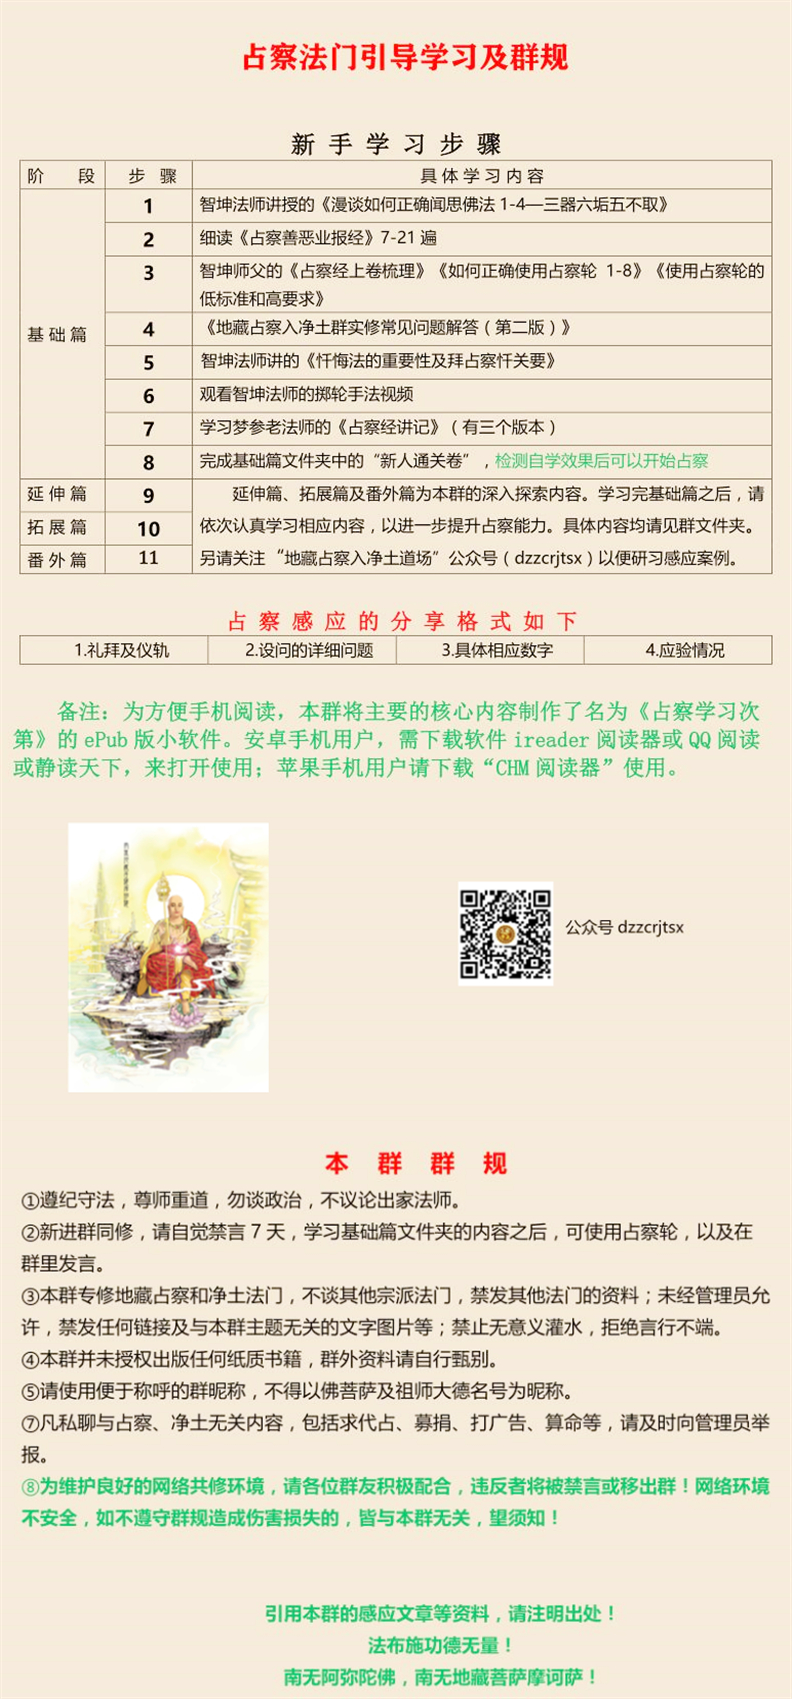 占察法门引导学习及群规
新手学习步骤
阶 段 步 骤 具体学习内容
基础篇
1 智坤法师讲授的《漫谈如何正确闻思佛法1-4—三器六垢五不取》
2 细读《占察善恶业报经》7-21遍
3 智坤师父的《占察经上卷梳理》《如何正确使用占察轮 1-8》《使用占察轮的
低标准和高要求》
4 《地藏占察入净土群实修常见问题解答（第二版）》
5 智坤法师讲的《忏悔法的重要性及拜占察忏关要》
6 观看智坤法师的掷轮手法视频
7 学习梦参老法师的《占察经讲记》（有三个版本）
8 完成基础篇文件夹中的“新人通关卷”，检测自学效果后可以开始占察
延伸篇 9 延伸篇、拓展篇及番外篇为本群的深入探索内容。学习完基础篇之后，请
拓展篇 10 依次认真学习相应内容，以进一步提升占察能力。具体内容均请见群文件夹。
番外篇 11 另请关注“地藏占察入净土道场”公众号（dzzcrjtsx）以便研习感应案例。
占察感应的分享格式如下
1.礼拜及仪轨 2.设问的详细问题 3.具体相应数字 4.应验情况
备注：为方便手机阅读，本群将主要的核心内容制作了名为《占察学习次
第》的ePub版小软件。安卓手机用户，需下载软件ireader阅读器或QQ阅读
或静读天下，来打开使用；苹果手机用户请下载“CHM阅读器”使用。
公众号 dzzcrjtsx
本群群规
①遵纪守法，尊师重道，勿谈政治，不议论出家法师。
②新进群同修，请自觉禁言7天，学习基础篇文件夹的内容之后，可使用占察轮，以及在
群里发言。
③本群专修地藏占察和净土法门，不谈其他宗派法门，禁发其他法门的资料；未经管理员允
许，禁发任何链接及与本群主题无关的文字图片等；禁止无意义灌水，拒绝言行不端。
④本群并未授权出版任何纸质书籍，群外资料请自行甄别。
⑤请使用便于称呼的群昵称，不得以佛菩萨及祖师大德名号为昵称。
⑦凡私聊与占察、净土无关内容，包括求代占、募捐、打广告、算命等，请及时向管理员举
报。
⑧为维护良好的网络共修环境，请各位群友积极配合，违反者将被禁言或移出群！网络环境
不安全，如不遵守群规造成伤害损失的，皆与本群无关，望须知！
引用本群的感应文章等资料，请注明出处！
法布施功德无量！
南无阿弥陀佛，南无地藏菩萨摩诃萨！